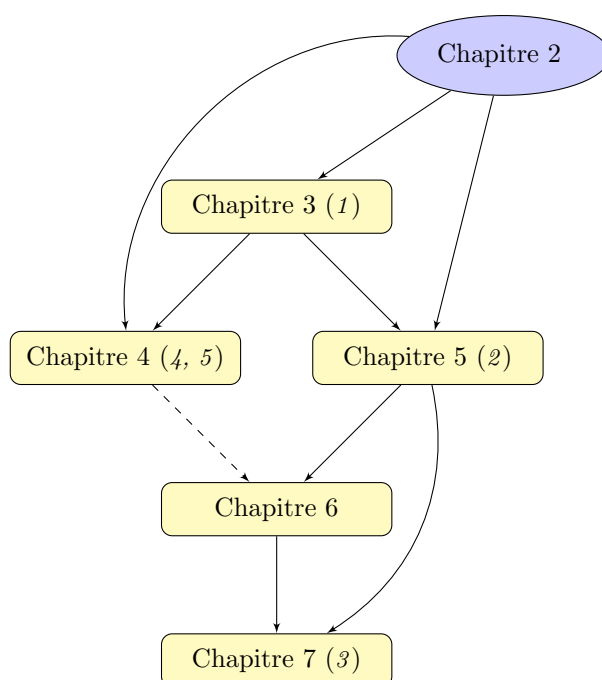 Chapitre 2
Chapitre 3 (1)
Chapitre 4 (4, 5)
Chapitre 5 (2)
Chapitre 6
Chapitre 7 (3)